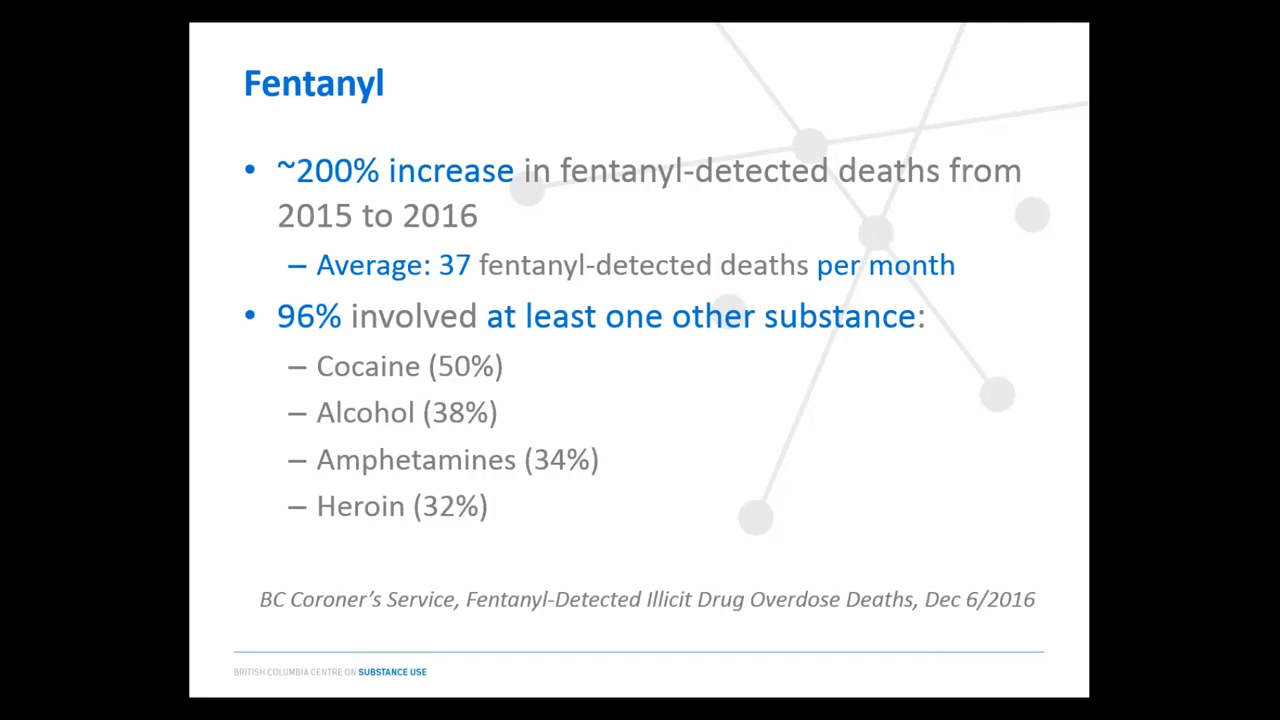 Fentanyl
• ~200% increase in fentanyl-detected deaths from
2015 to 2016
– Average: 37 fentanyl-detected deaths per month
• 96% involved at least one other substance:
– Cocaine (50%)
– Alcohol (38%)
– Amphetamines (34%)
– Heroin (32%)
BC Coroner’s Service, Fentanyl-Detected Illicit Drug Overdose Deaths, Dec 6/2016
BRITISH COLUMBIA CENTRE ON SUBSTANCE USE